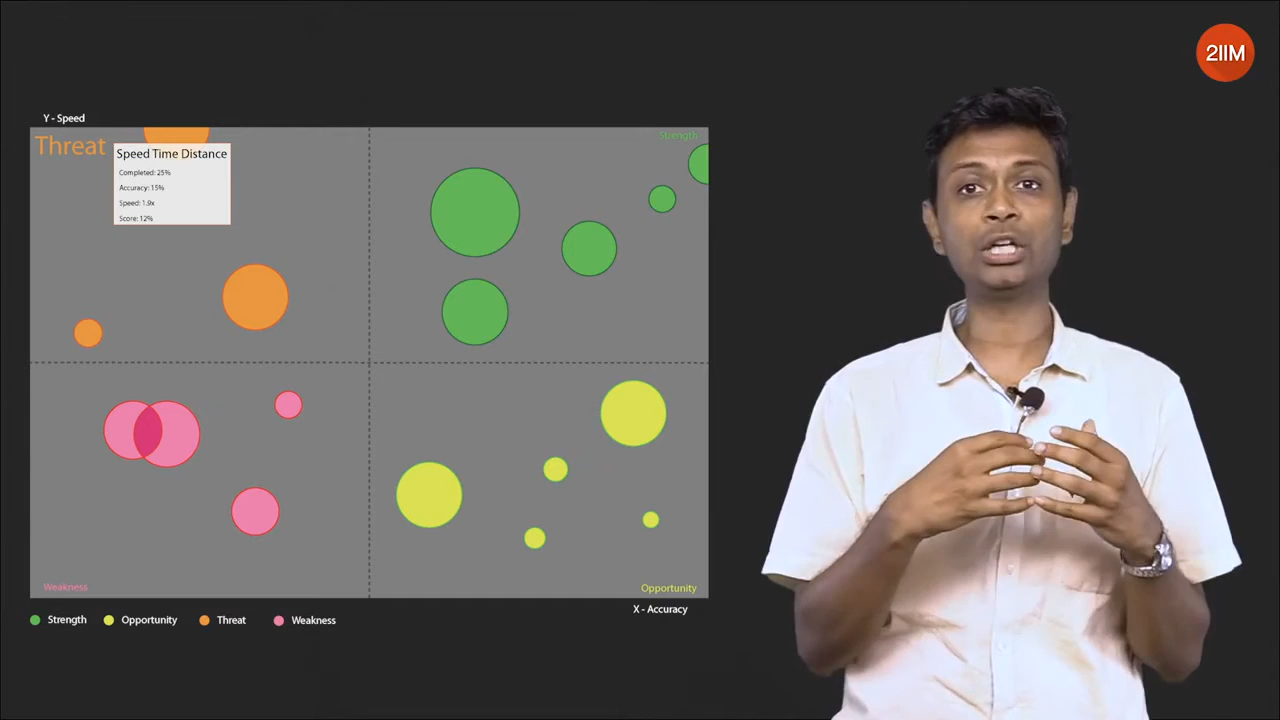 2IIM
Y - Speed
Threat
Strength
Speed Time Distance
Completed: 25%
Accuracy: 15%
Speed: 1.9x
Score: 12%
Weakness
Opportunity
X - Accuracy
Strength
Opportunity
Threat
Weakness